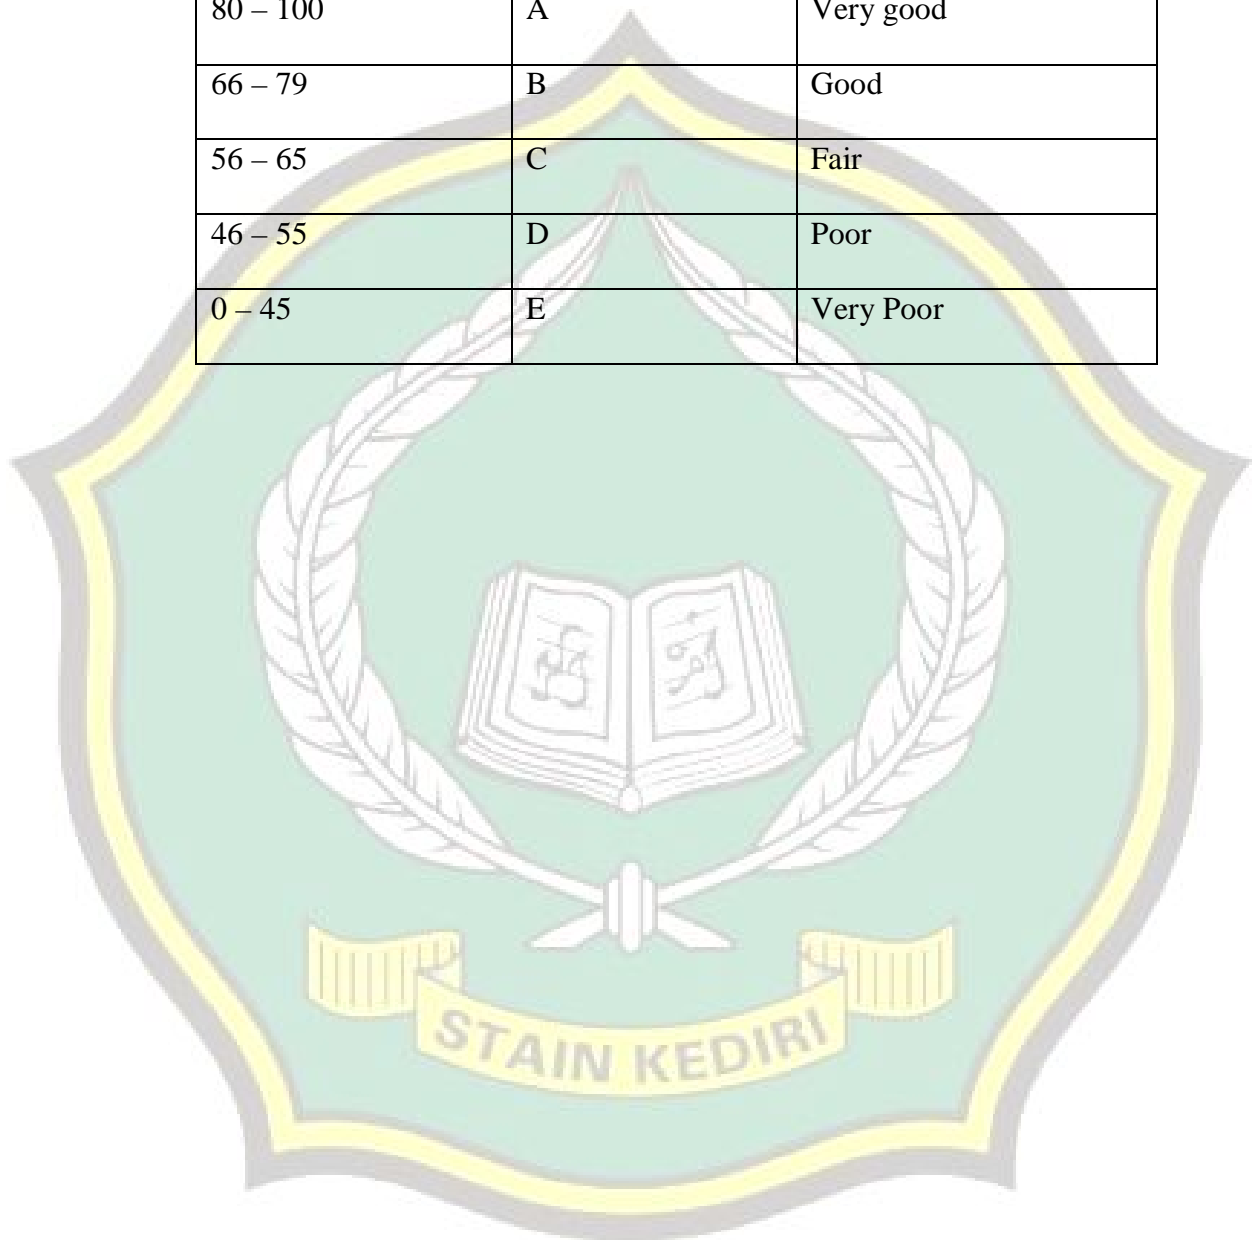 80 – 100 A Very good
66 – 79 B Good
56 – 65 C Fair
46 – 55 D Poor
0 – 45 E Very Poor
STAIN KEDIRI